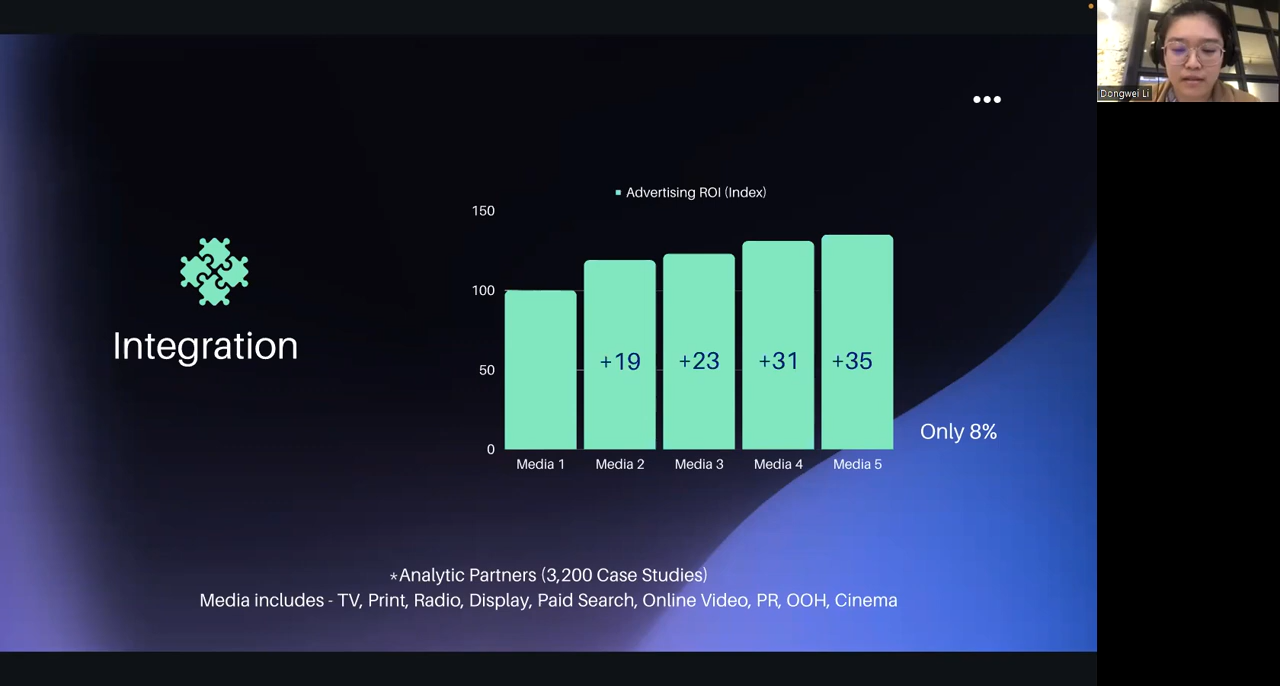 Dongwei Li
Advertising ROI (Index)
150
100
50
0
+19
+23
+31
+35
Media 1
Media 2
Media 3
Media 4
Media 5
Integration
Only 8%
*Analytic Partners (3,200 Case Studies)
Media includes - TV, Print, Radio, Display, Paid Search, Online Video, PR, OOH, Cinema